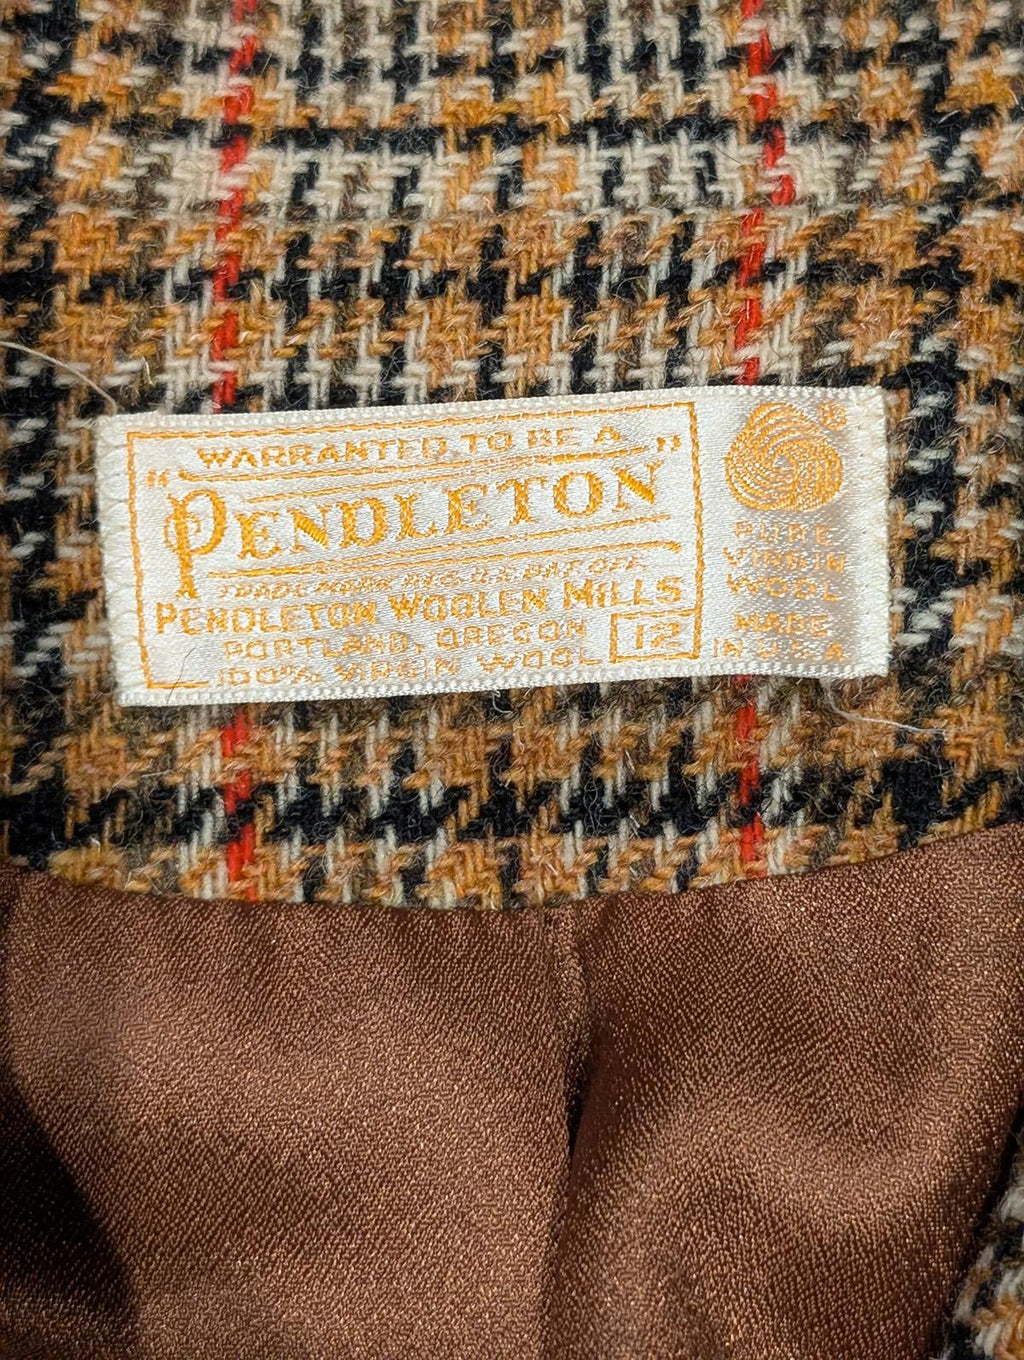 WARRANTED TO BE A
"PENDLETON"
TRADE MARK REG. U.S. PAT. OFF.
PENDLETON WOOLEN MILLS
PORTLAND, OREGON
100% VIRGIN WOOL
12
®
PURE
VIRGIN
WOOL
MADE
IN U.S.A.